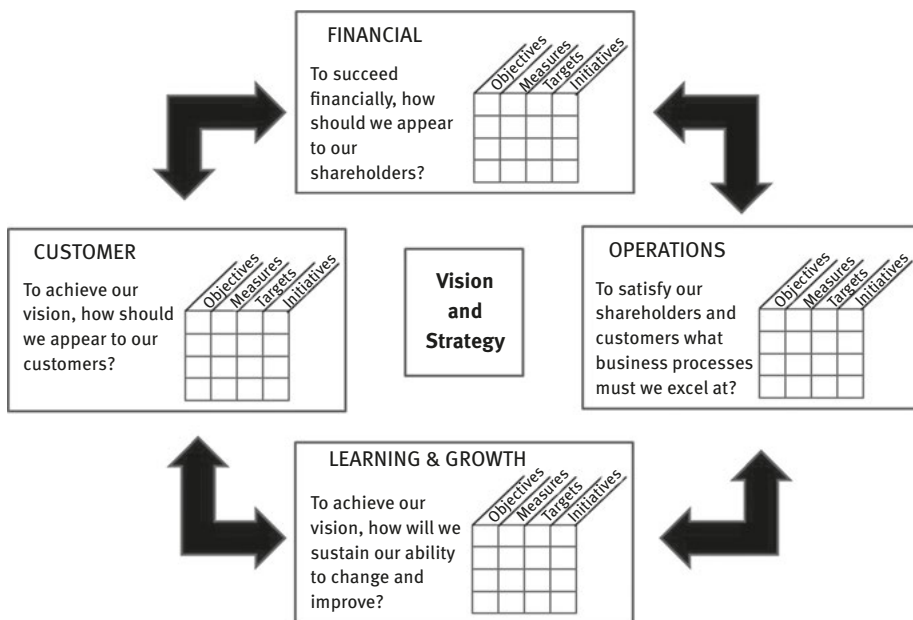 FINANCIAL
To succeed
financially, how
should we appear
to our
shareholders?
Objectives
Measures
Targets
Initiatives
CUSTOMER
To achieve our
vision, how should
we appear to our
customers?
Objectives
Measures
Targets
Initiatives
Vision
and
Strategy
OPERATIONS
To satisfy our
shareholders and
customers what
business processes
must we excel at?
Objectives
Measures
Targets
Initiatives
LEARNING & GROWTH
To achieve our
vision, how will we
sustain our ability
to change and
improve?
Objectives
Measures
Targets
Initiatives